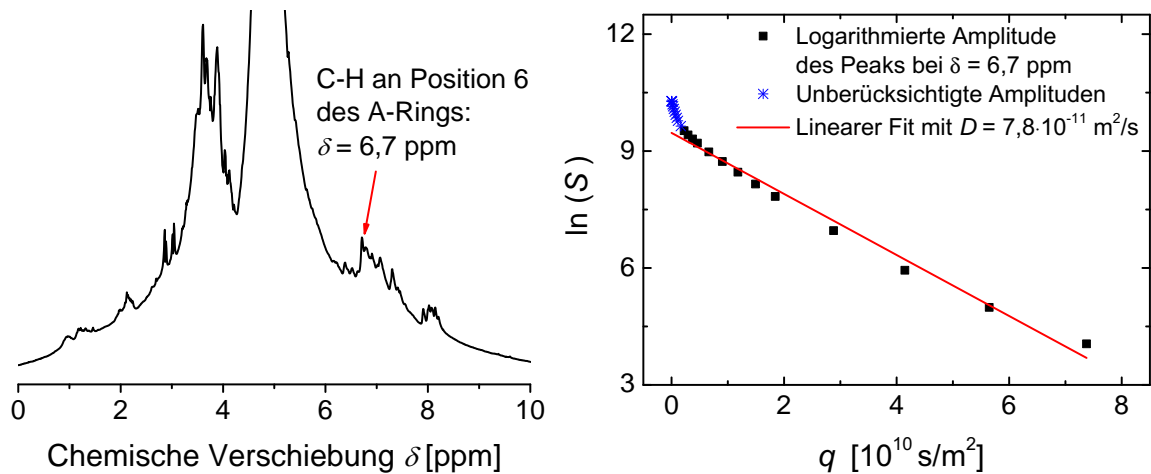 C-H an Position 6
des A-Rings:
δ = 6,7 ppm
0 2 4 6 8 10
Chemische Verschiebung δ [ppm]
12
9
6
3
ln (S)
Logarithmierte Amplitude
des Peaks bei δ = 6,7 ppm
Unberücksichtigte Amplituden
Linearer Fit mit D = 7,8·10⁻¹¹ m²/s
0 2 4 6 8
q [10¹⁰ s/m²]